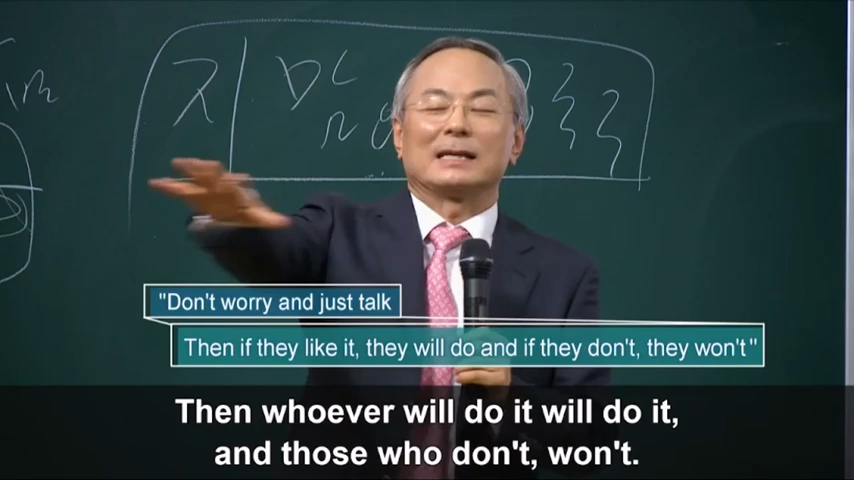 "Don't worry and just talk
Then if they like it, they will do and if they don't, they won't"
Then whoever will do it will do it,
and those who don't, won't.